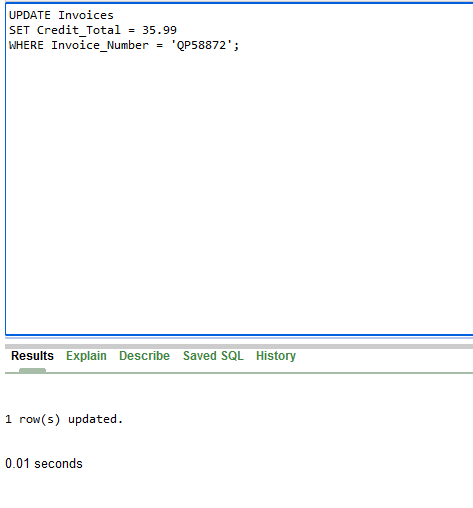 UPDATE Invoices
SET Credit_Total = 35.99
WHERE Invoice_Number = 'QP58872';
Results Explain Describe Saved SQL History
1 row(s) updated.
0.01 seconds